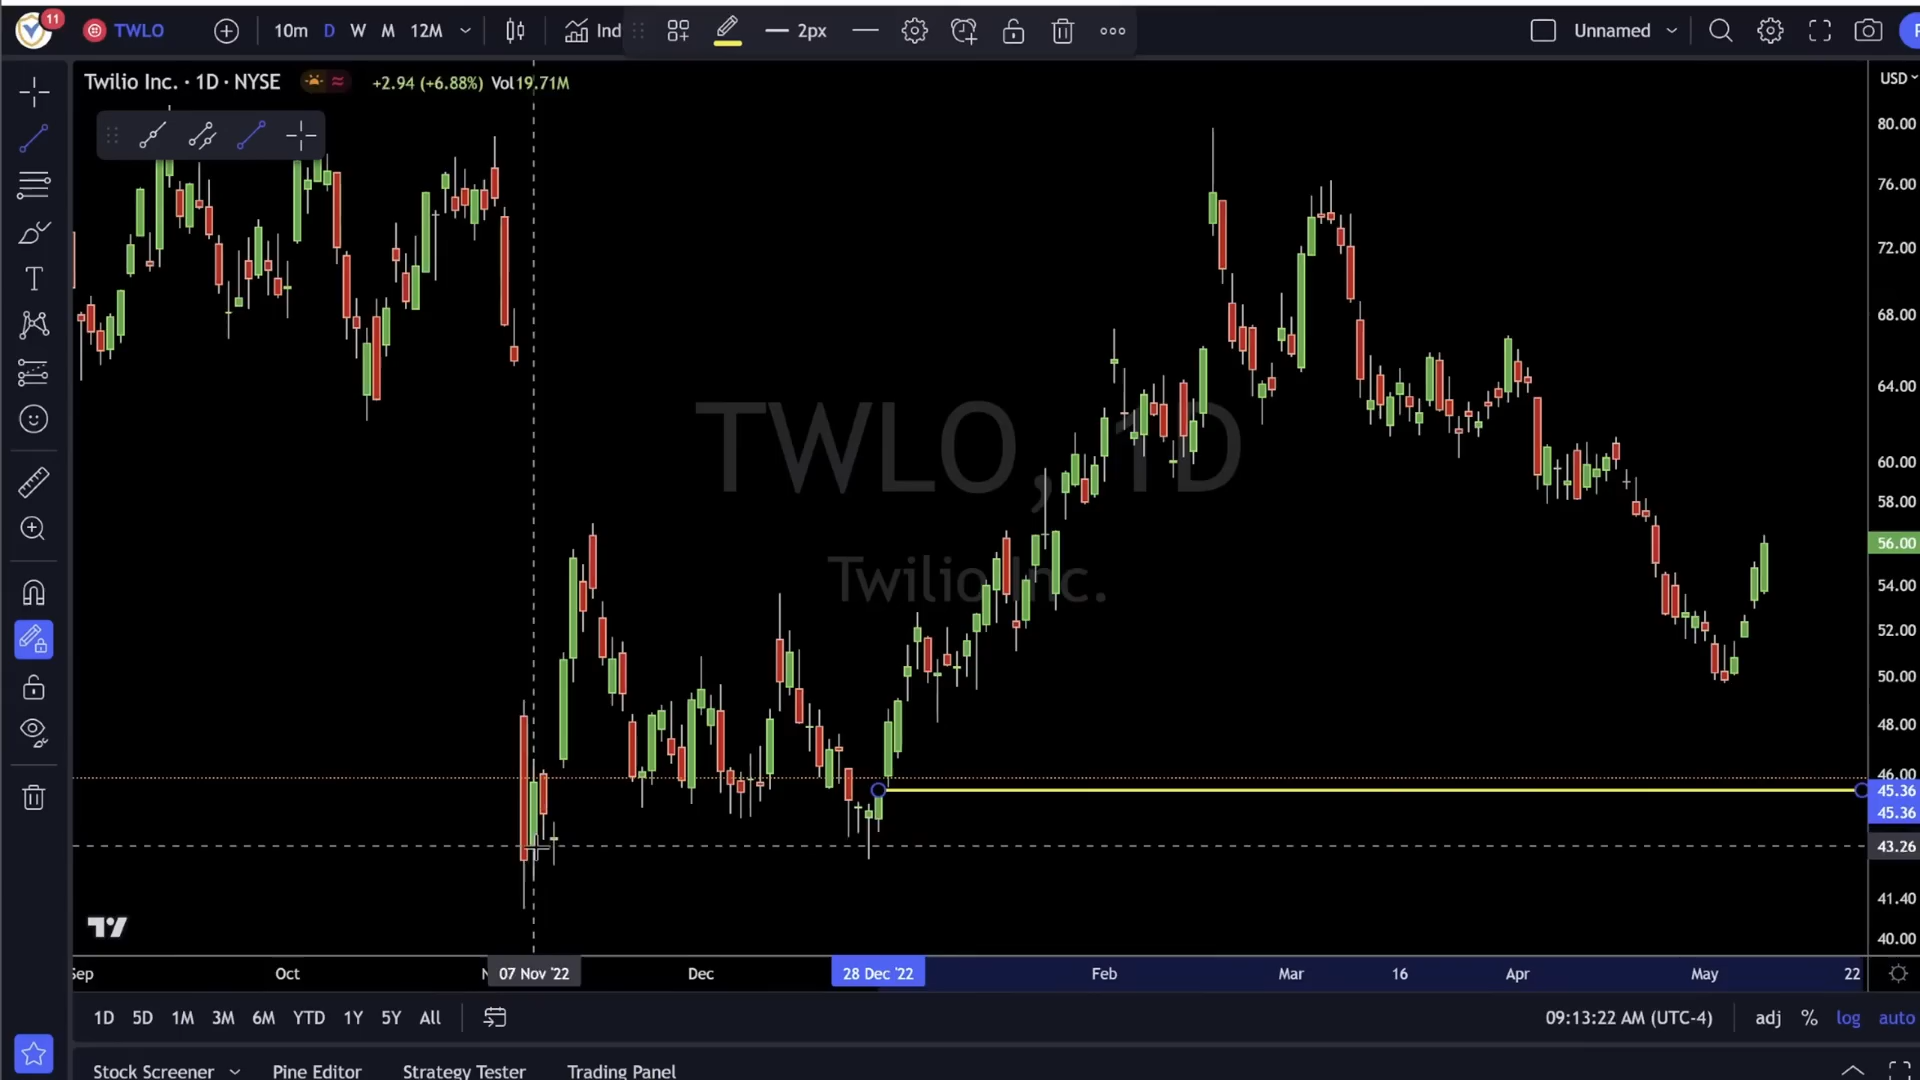 11
TWLO
10m D W M 12M
Ind
2px
Unnamed
Twilio Inc. · 1D · NYSE
+2.94 (+6.88%) Vol19.71M
USD
80.00
76.00
72.00
68.00
64.00
60.00
58.00
56.00
54.00
52.00
50.00
48.00
46.00
45.36
45.36
43.26
41.40
40.00
TWLO, 1D
Twilio Inc.
Sep Oct N 07 Nov '22 Dec 28 Dec '22 Feb Mar 16 Apr May 22
1D 5D 1M 3M 6M YTD 1Y 5Y All
09:13:22 AM (UTC-4) adj % log auto
Stock Screener Pine Editor Strategy Tester Trading Panel